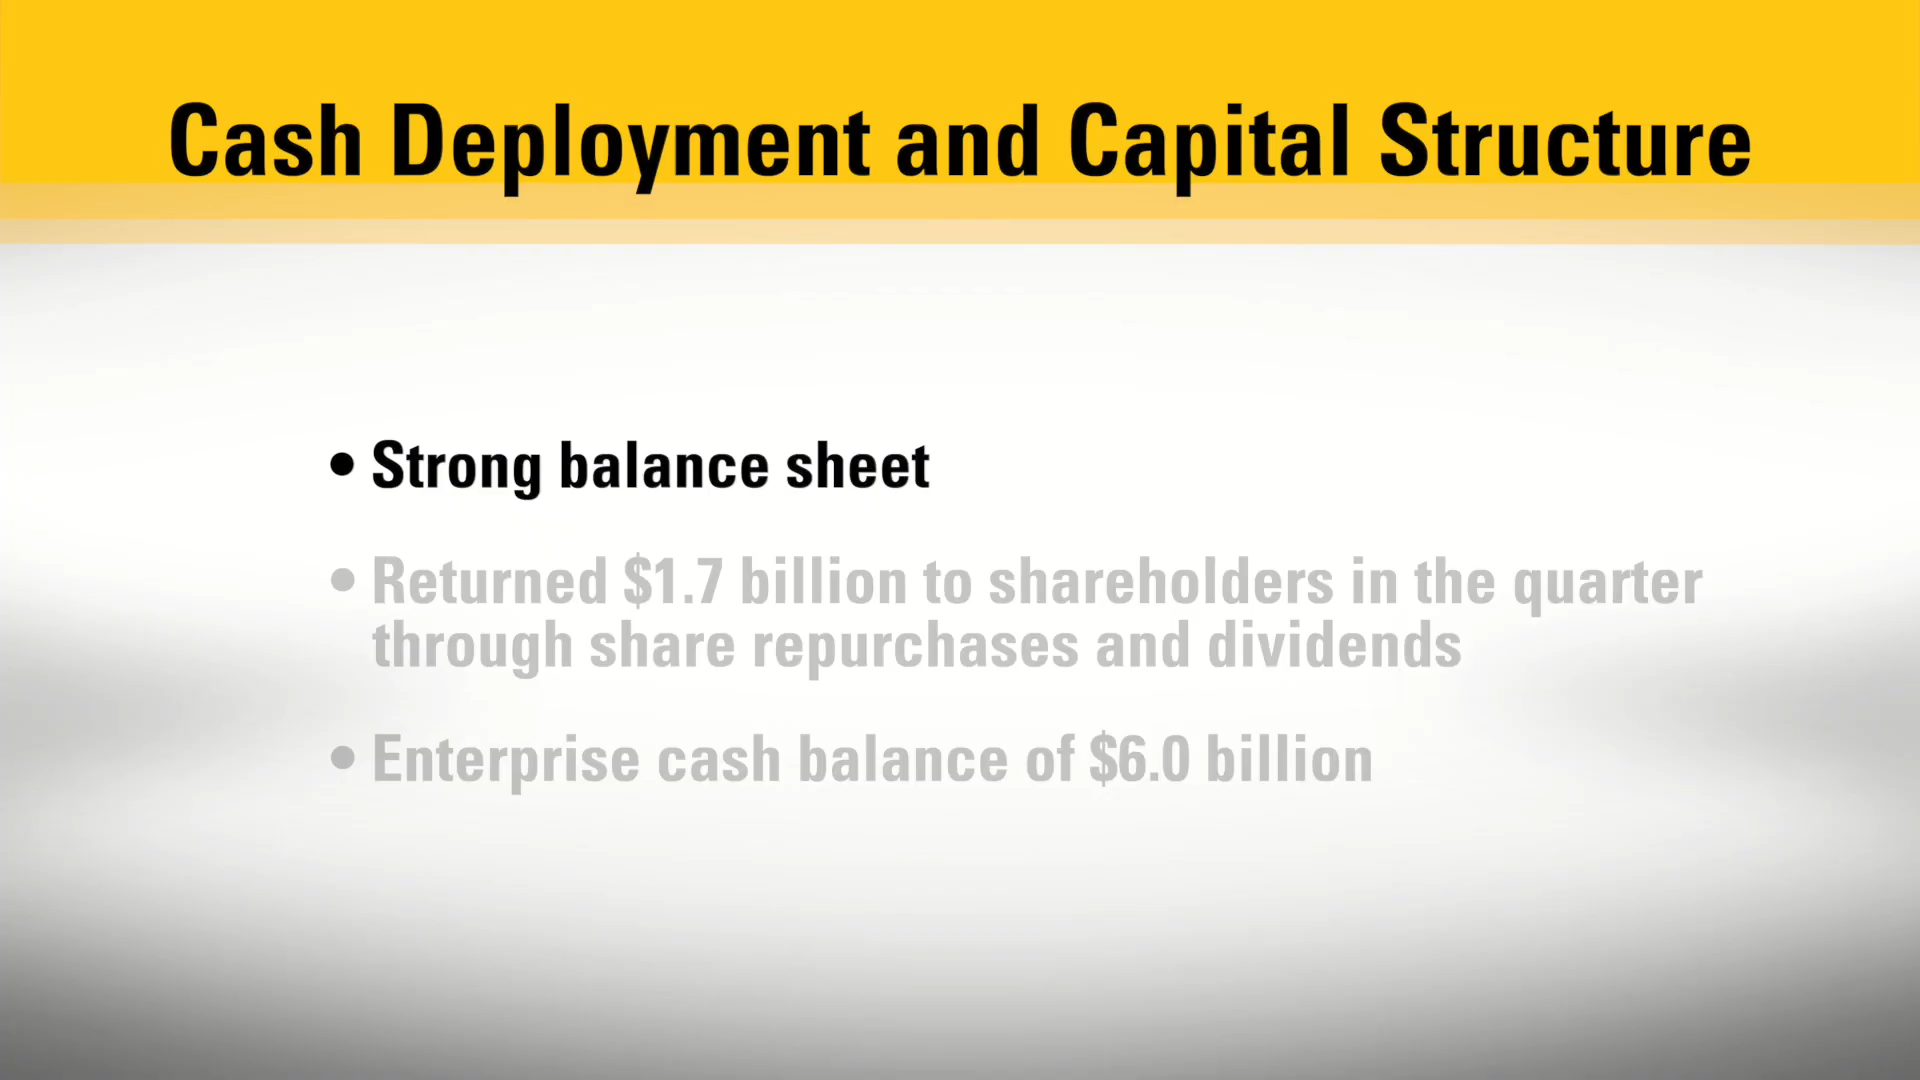 Cash Deployment and Capital Structure
• Strong balance sheet
• Returned $1.7 billion to shareholders in the quarter
through share repurchases and dividends
• Enterprise cash balance of $6.0 billion